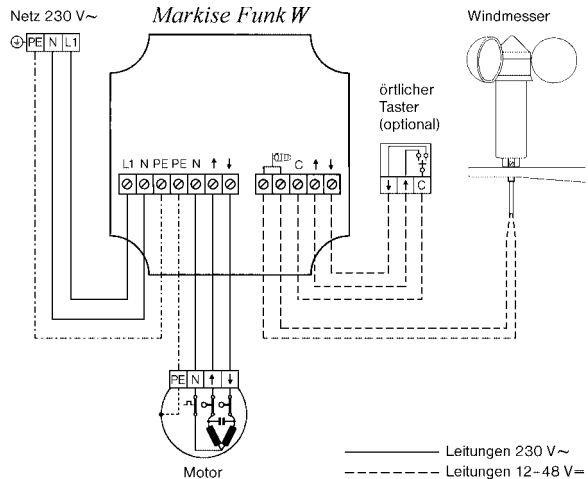 Netz 230 V~
Markise Funk W
Windmesser
PE N L1
örtlicher
Taster
(optional)
L1 N PE PE N ↑ ↓
C ↑ ↓
↓ ↑ C
PE N ↑ ↓
Motor
Leitungen 230 V~
Leitungen 12-48 V=